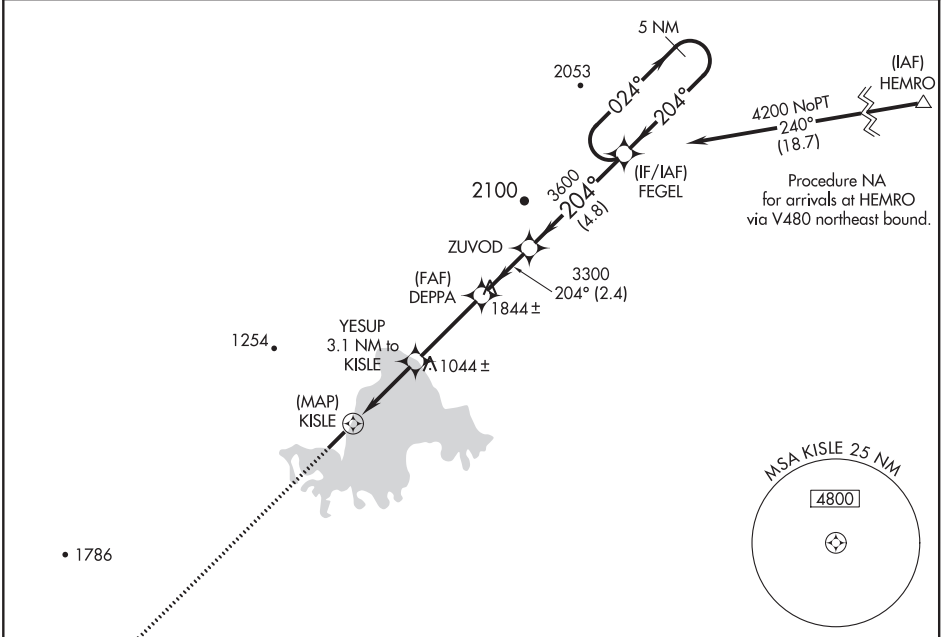 5 NM
2053
(IAF)
HEMRO
024°
204°
4200 NoPT
240°
(18.7)
(IF/IAF)
FEGEL
Procedure NA
for arrivals at HEMRO
via V480 northeast bound.
2100
3600
204°
(4.8)
ZUVOD
3300
204° (2.4)
(FAF)
DEPPA
1844 ±
YESUP
3.1 NM to
KISLE
1254
1044 ±
(MAP)
KISLE
MSA KISLE 25 NM
4800
1786